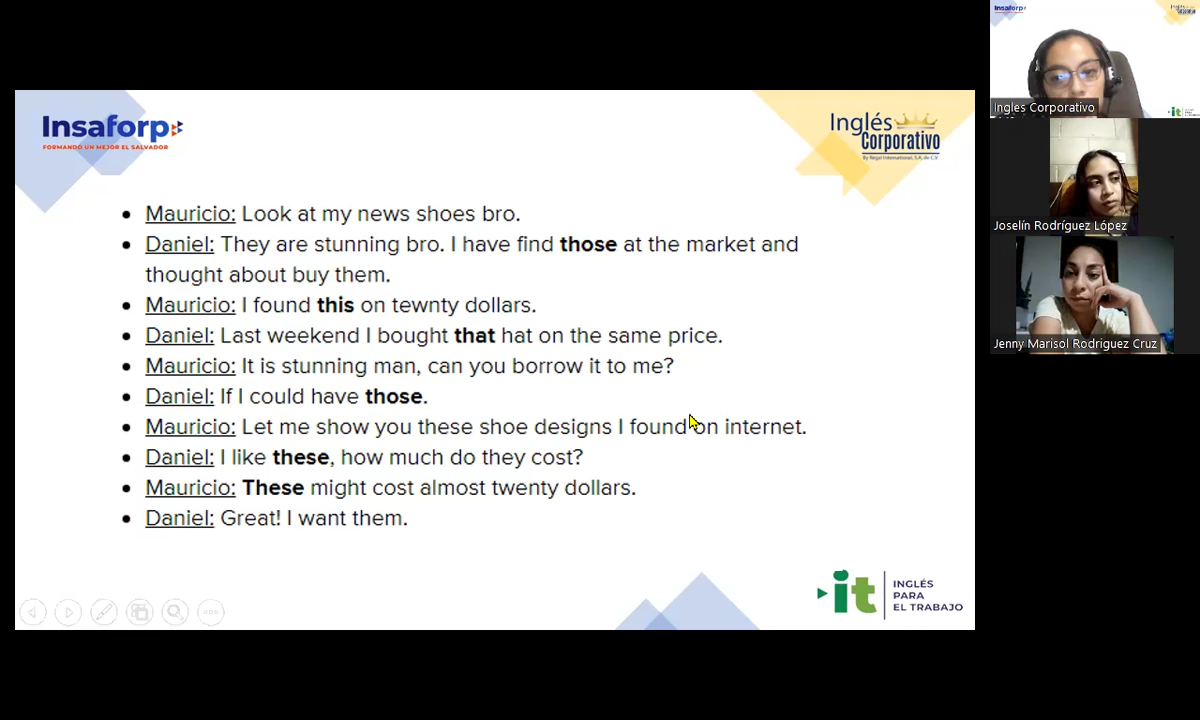 Insaforp
FORMANDO UN MEJOR EL SALVADOR
Inglés
Corporativo
By Regal International, S.A. de C.V.
Mauricio: Look at my news shoes bro.
Daniel: They are stunning bro. I have find those at the market and
thought about buy them.
Mauricio: I found this on tewnty dollars.
Daniel: Last weekend I bought that hat on the same price.
Mauricio: It is stunning man, can you borrow it to me?
Daniel: If I could have those.
Mauricio: Let me show you these shoe designs I found on internet.
Daniel: I like these, how much do they cost?
Mauricio: These might cost almost twenty dollars.
Daniel: Great! I want them.
it
INGLÉS
PARA
EL TRABAJO
Insaforp
Inglés
Corporativo
it
Ingles Corporativo
Joselín Rodríguez López
Jenny Marisol Rodriguez Cruz